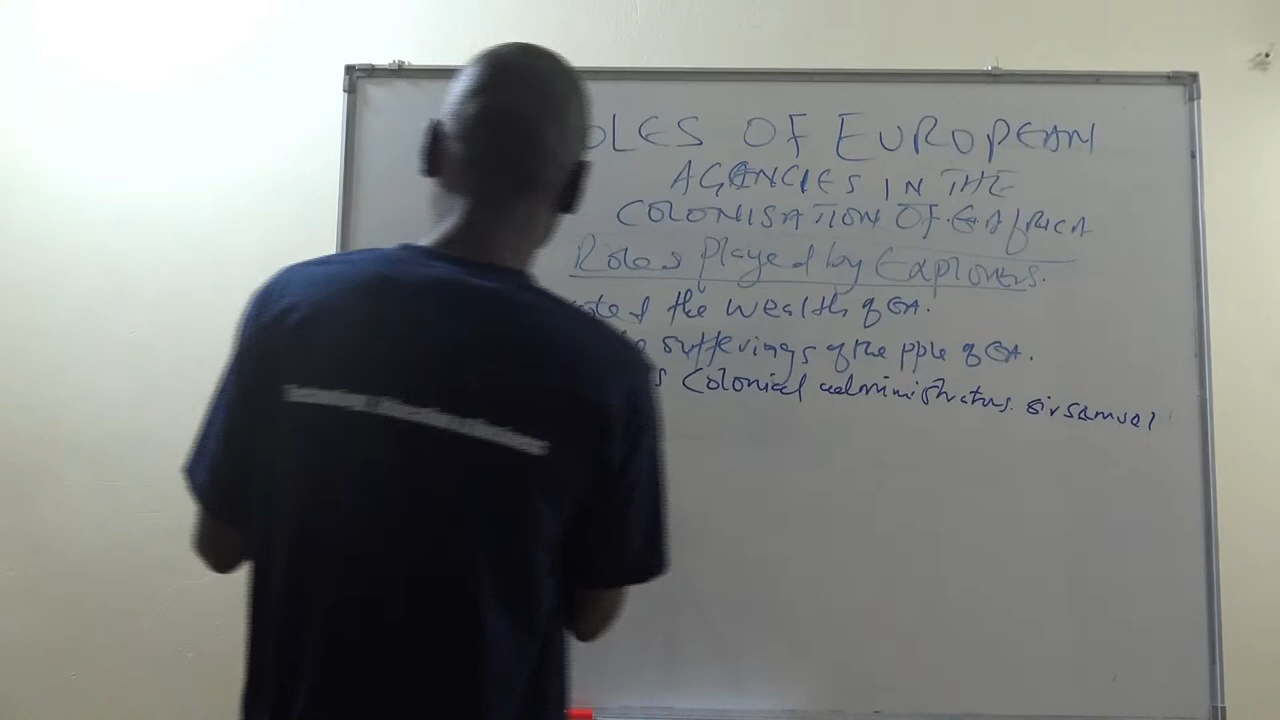 OLES OF EUROPEAN
AGENCIES IN THE
COLONISATION OF E.AfRICA
Roles Played by Explorers.
the wealth of EA.
sufferings of the pple of EA.
s Colonial administrators. Sir Samuel